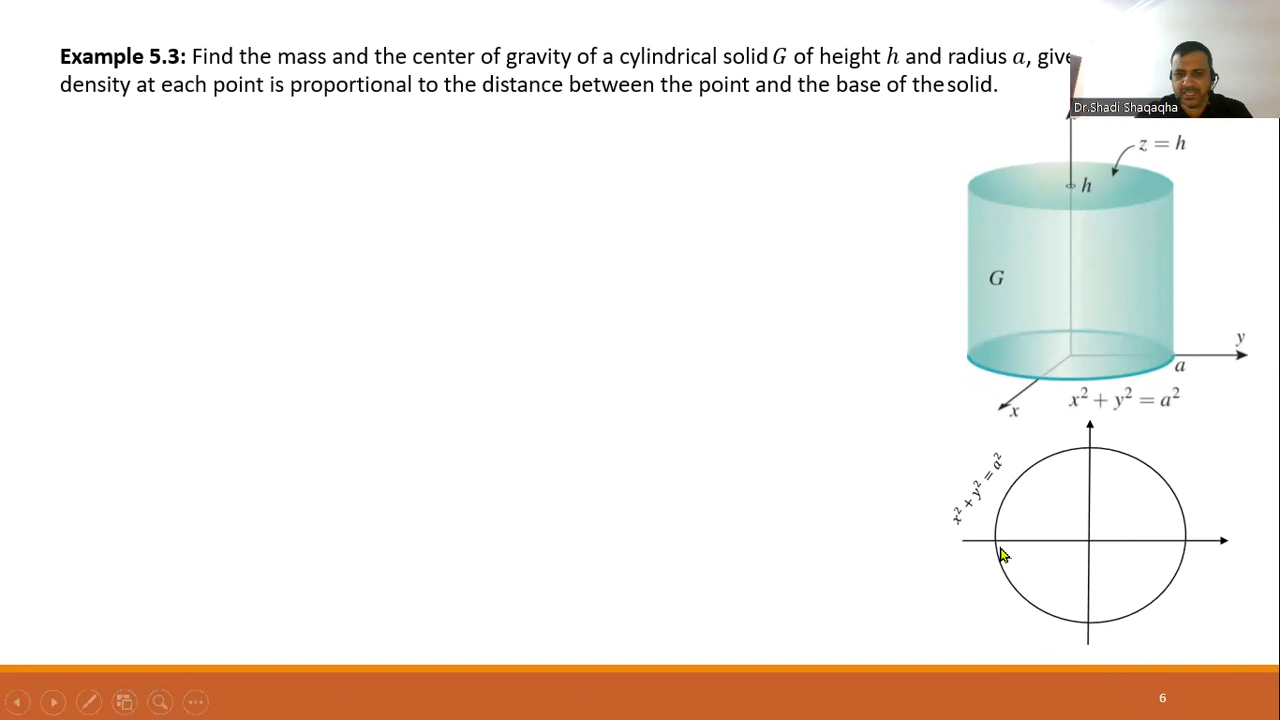 Example 5.3: Find the mass and the center of gravity of a cylindrical solid G of height h and radius a, give
density at each point is proportional to the distance between the point and the base of the solid.
Dr.Shadi Shaqaqha
z = h
h
G
y
a
x
x² + y² = a²
x² + y² = a²
6